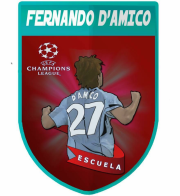 FERNANDO D'AMICO
CHAMPIONS
LEAGUE
D'AMICO
27
ESCUELA